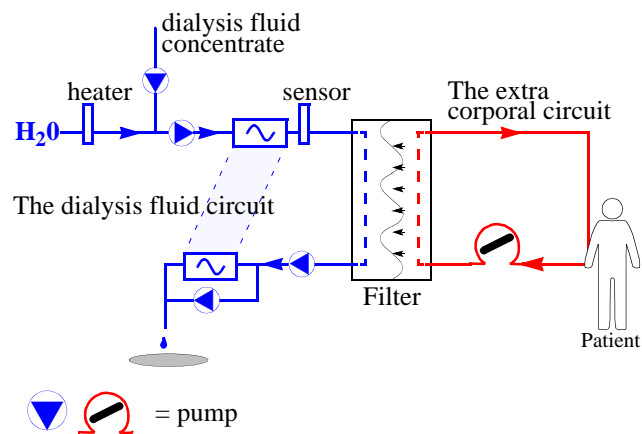 dialysis fluid
concentrate
heater
sensor
The extra
corporal circuit
H20
The dialysis fluid circuit
Filter
Patient
= pump